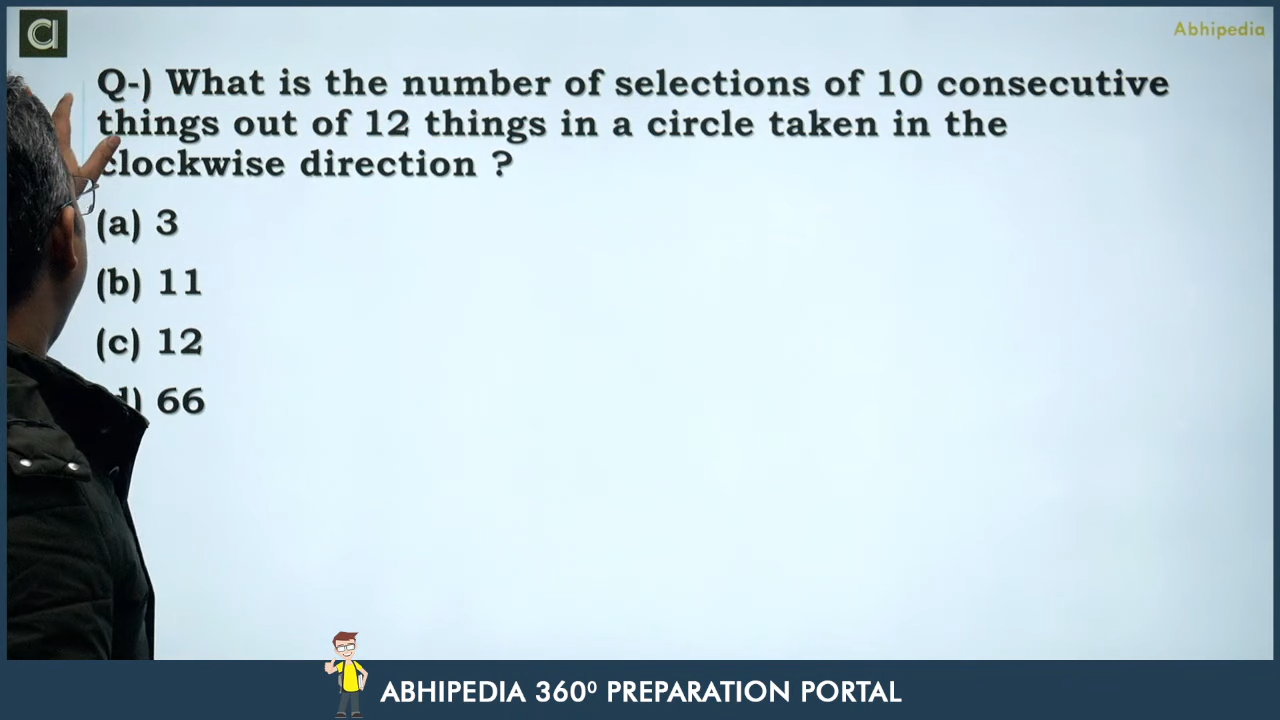 Abhipedia
Q-) What is the number of selections of 10 consecutive
things out of 12 things in a circle taken in the
clockwise direction ?
(a) 3
(b) 11
(c) 12
(d) 66
ABHIPEDIA 360⁰ PREPARATION PORTAL